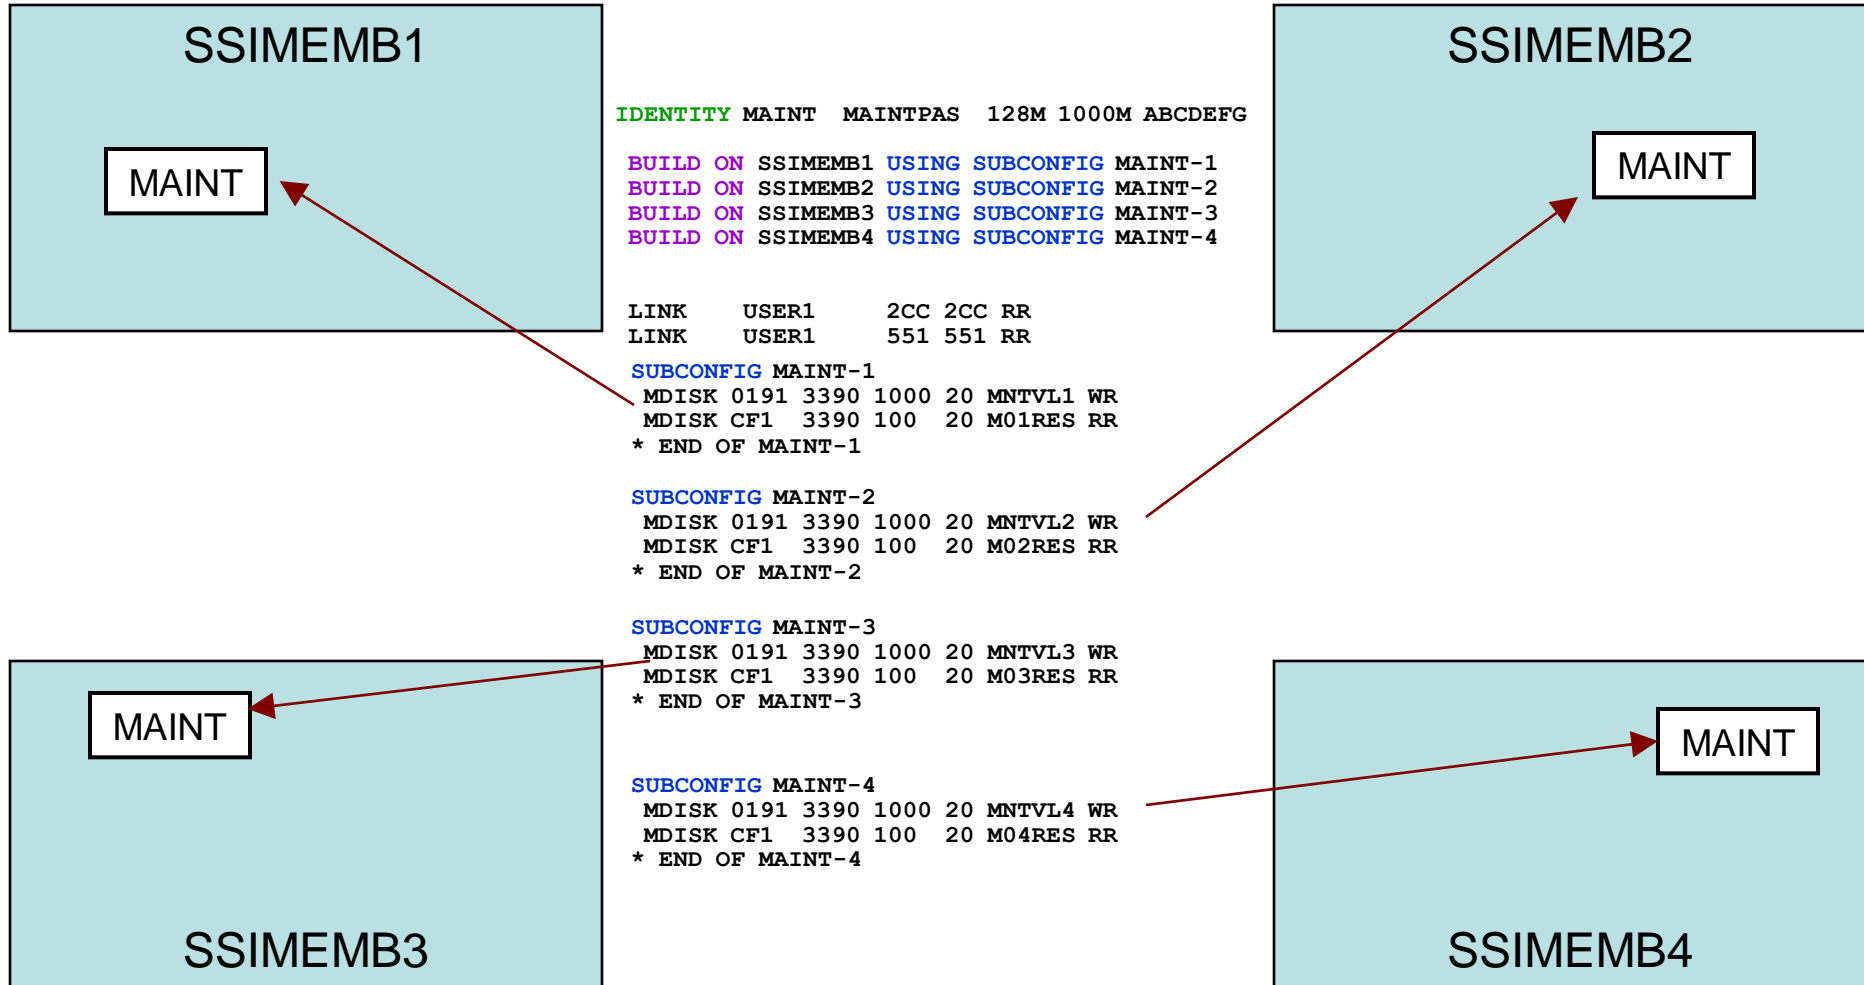 SSIMEMB1
MAINT
SSIMEMB2
MAINT
IDENTITY MAINT MAINTPAS 128M 1000M ABCDEFG
BUILD ON SSIMEMB1 USING SUBCONFIG MAINT-1
BUILD ON SSIMEMB2 USING SUBCONFIG MAINT-2
BUILD ON SSIMEMB3 USING SUBCONFIG MAINT-3
BUILD ON SSIMEMB4 USING SUBCONFIG MAINT-4
LINK USER1 2CC 2CC RR
LINK USER1 551 551 RR
SUBCONFIG MAINT-1
MDISK 0191 3390 1000 20 MNTVL1 WR
MDISK CF1 3390 100 20 M01RES RR
* END OF MAINT-1
SUBCONFIG MAINT-2
MDISK 0191 3390 1000 20 MNTVL2 WR
MDISK CF1 3390 100 20 M02RES RR
* END OF MAINT-2
SUBCONFIG MAINT-3
MDISK 0191 3390 1000 20 MNTVL3 WR
MDISK CF1 3390 100 20 M03RES RR
* END OF MAINT-3
SUBCONFIG MAINT-4
MDISK 0191 3390 1000 20 MNTVL4 WR
MDISK CF1 3390 100 20 M04RES RR
* END OF MAINT-4
MAINT
SSIMEMB3
MAINT
SSIMEMB4